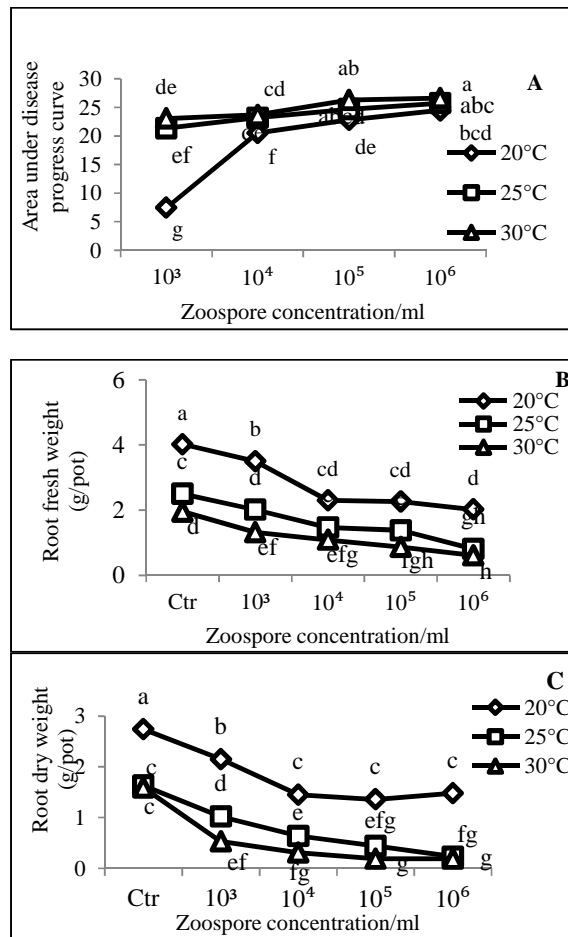 A
Area under disease
progress curve
30
25
20
15
10
5
0
de
cd
ab
a
ef
abcd
abc
f
de
bcd
g
20°C
25°C
30°C
10³ 10⁴ 10⁵ 10⁶
Zoospore concentration/ml
B
Root fresh weight
(g/pot)
6
4
2
0
a
b
cd
cd
d
c
d
gh
d
ef
efg
fgh
h
20°C
25°C
30°C
Ctr 10³ 10⁴ 10⁵ 10⁶
Zoospore concentration/ml
C
Root dry weight
(g/pot)
3
2
1
0
a
b
c
c
c
c
d
e
efg
fg
c
ef
fg
g
g
20°C
25°C
30°C
Ctr 10³ 10⁴ 10⁵ 10⁶
Zoospore concentration/ml